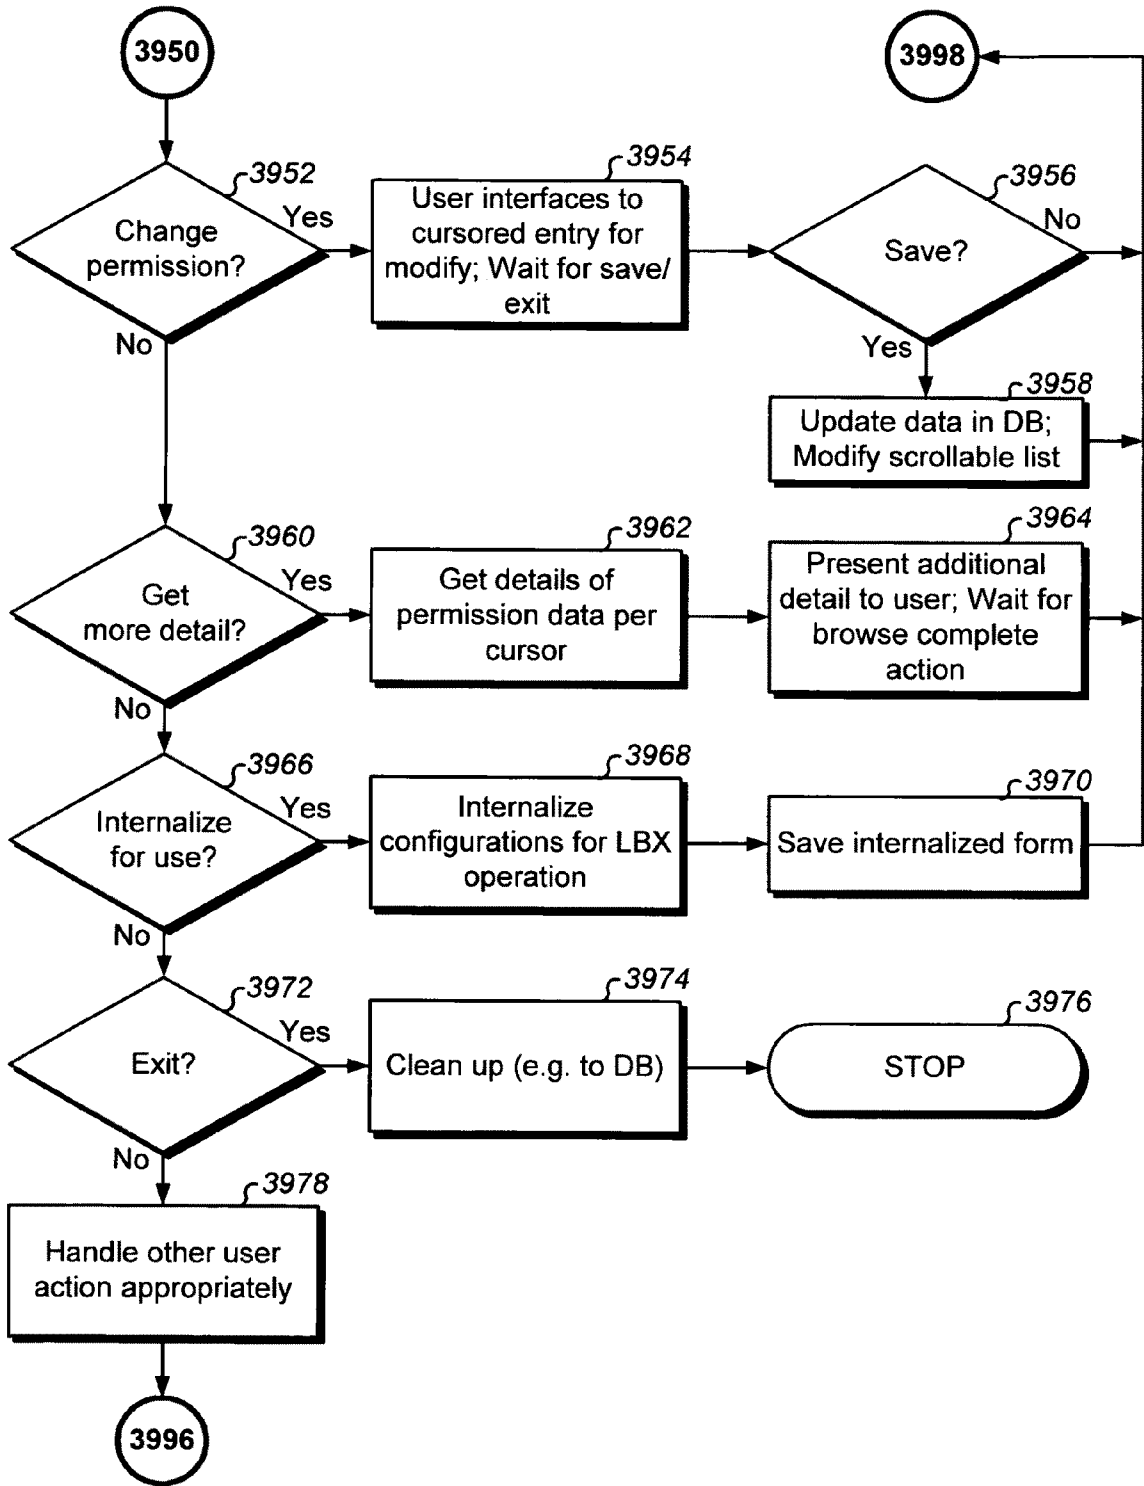 3950
3998
3952
Yes
Change
permission?
No
3954
User interfaces to
cursored entry for
modify; Wait for save/
exit
3956
No
Save?
Yes
3958
Update data in DB;
Modify scrollable list
3960
Yes
Get
more detail?
No
3962
Get details of
permission data per
cursor
3964
Present additional
detail to user; Wait for
browse complete
action
3966
Yes
Internalize
for use?
No
3968
Internalize
configurations for LBX
operation
3970
Save internalized form
3972
Yes
Exit?
No
3974
Clean up (e.g. to DB)
3976
STOP
3978
Handle other user
action appropriately
3996